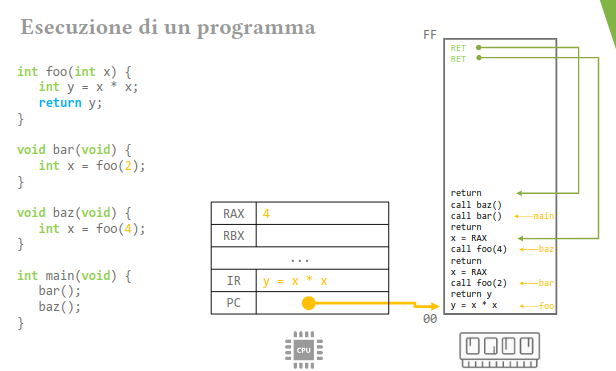 Esecuzione di un programma
int foo(int x) {
int y = x * x;
return y;
}
void bar(void) {
int x = foo(2);
}
void baz(void) {
int x = foo(4);
}
int main(void) {
bar();
baz();
}
RAX 4
RBX
...
IR y = x * x
PC
CPU
FF
RET
RET
return
call baz()
call bar() main
return
x = RAX
call foo(4) baz
return
x = RAX
call foo(2) bar
return y
y = x * x foo
00